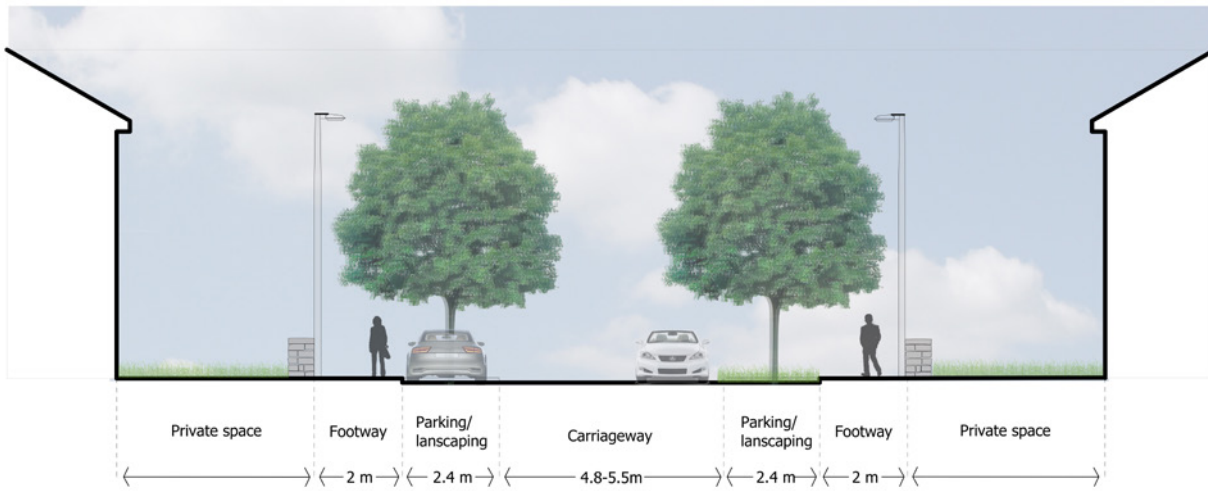 Private space
Footway
Parking/
lanscaping
Carriageway
Parking/
lanscaping
Footway
Private space
2 m
2.4 m
4.8-5.5m
2.4 m
2 m